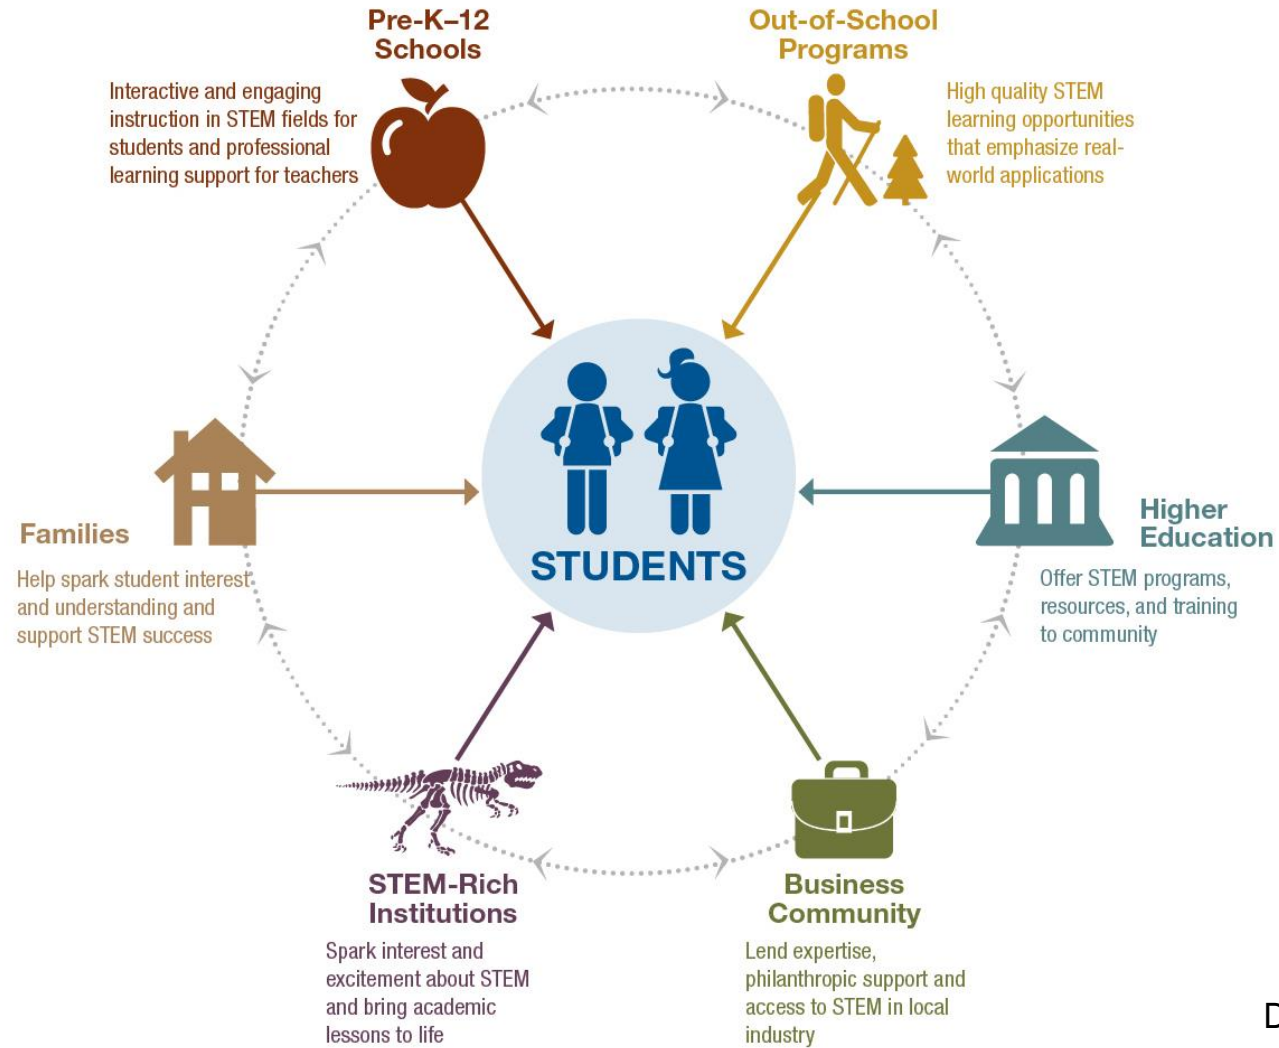 Pre-K–12
Schools
Interactive and engaging
instruction in STEM fields for
students and professional
learning support for teachers
Out-of-School
Programs
High quality STEM
learning opportunities
that emphasize real-
world applications
Families
Help spark student interest
and understanding and
support STEM success
STUDENTS
Higher
Education
Offer STEM programs,
resources, and training
to community
STEM-Rich
Institutions
Spark interest and
excitement about STEM
and bring academic
lessons to life
Business
Community
Lend expertise,
philanthropic support and
access to STEM in local
industry
D